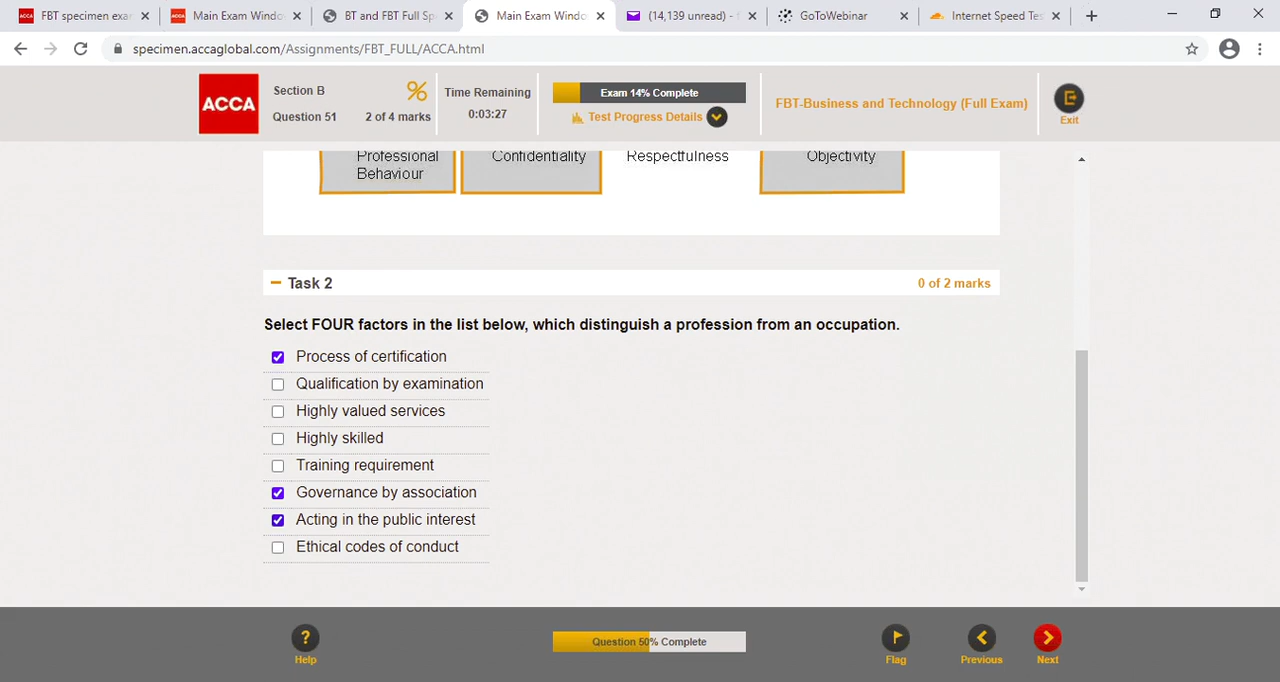 FBT specimen exar
Main Exam Windo
BT and FBT Full Sp
Main Exam Windo
(14,139 unread) - f
GoToWebinar
Internet Speed Tes
specimen.accaglobal.com/Assignments/FBT_FULL/ACCA.html
ACCA
Section B
%
Question 51
2 of 4 marks
Time Remaining
0:03:27
Exam 14% Complete
Test Progress Details
FBT-Business and Technology (Full Exam)
Exit
Professional
Behaviour
Confidentiality
Respectfulness
Objectivity
Task 2
0 of 2 marks
Select FOUR factors in the list below, which distinguish a profession from an occupation.
Process of certification
Qualification by examination
Highly valued services
Highly skilled
Training requirement
Governance by association
Acting in the public interest
Ethical codes of conduct
?
Help
Question 50% Complete
Flag
Previous
Next